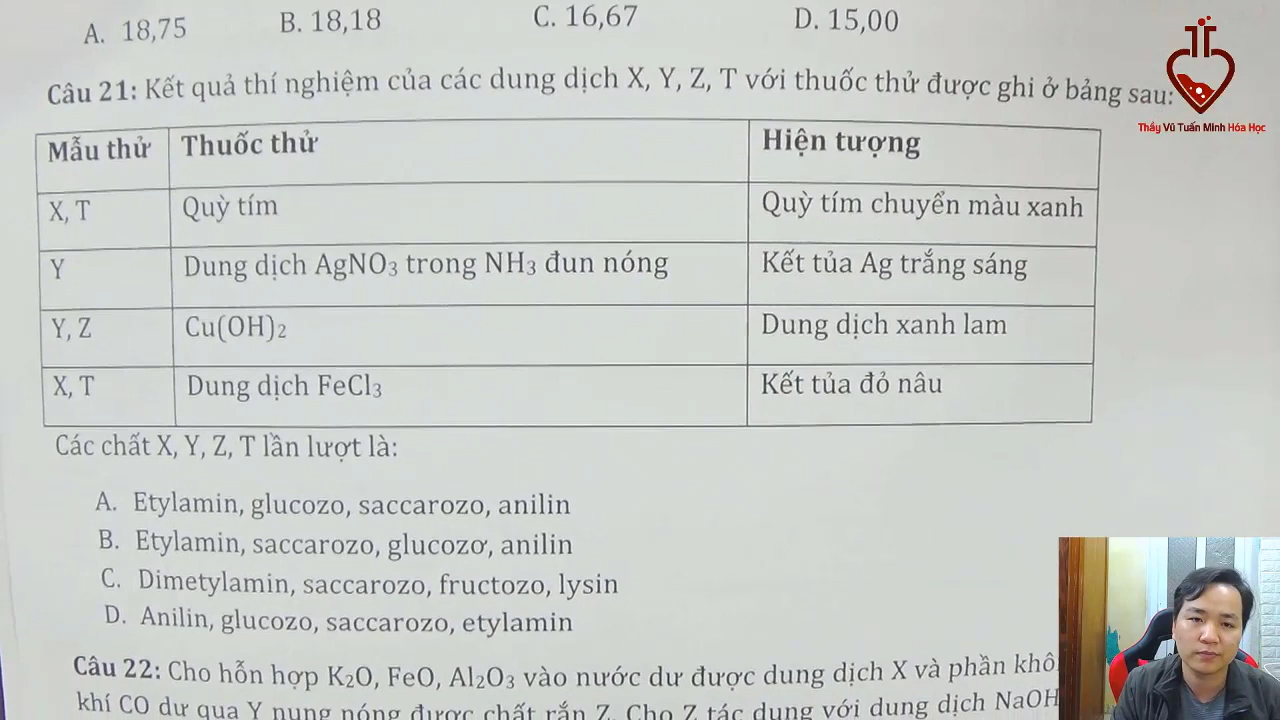 A. 18,75 B. 18,18 C. 16,67 D. 15,00
Câu 21: Kết quả thí nghiệm của các dung dịch X, Y, Z, T với thuốc thử được ghi ở bảng sau:
Thầy Vũ Tuấn Minh Hóa Học
Mẫu thử Thuốc thử Hiện tượng
X, T Quỳ tím Quỳ tím chuyển màu xanh
Y Dung dịch AgNO3 trong NH3 đun nóng Kết tủa Ag trắng sáng
Y, Z Cu(OH)2 Dung dịch xanh lam
X, T Dung dịch FeCl3 Kết tủa đỏ nâu
Các chất X, Y, Z, T lần lượt là:
A. Etylamin, glucozo, saccarozo, anilin
B. Etylamin, saccarozo, glucozơ, anilin
C. Dimetylamin, saccarozo, fructozo, lysin
D. Anilin, glucozo, saccarozo, etylamin
Câu 22: Cho hỗn hợp K2O, FeO, Al2O3 vào nước dư được dung dịch X và phần
khí CO dư qua Y nung nóng được chất rắn Z. Cho Z tác dụng với dung dịch NaOH